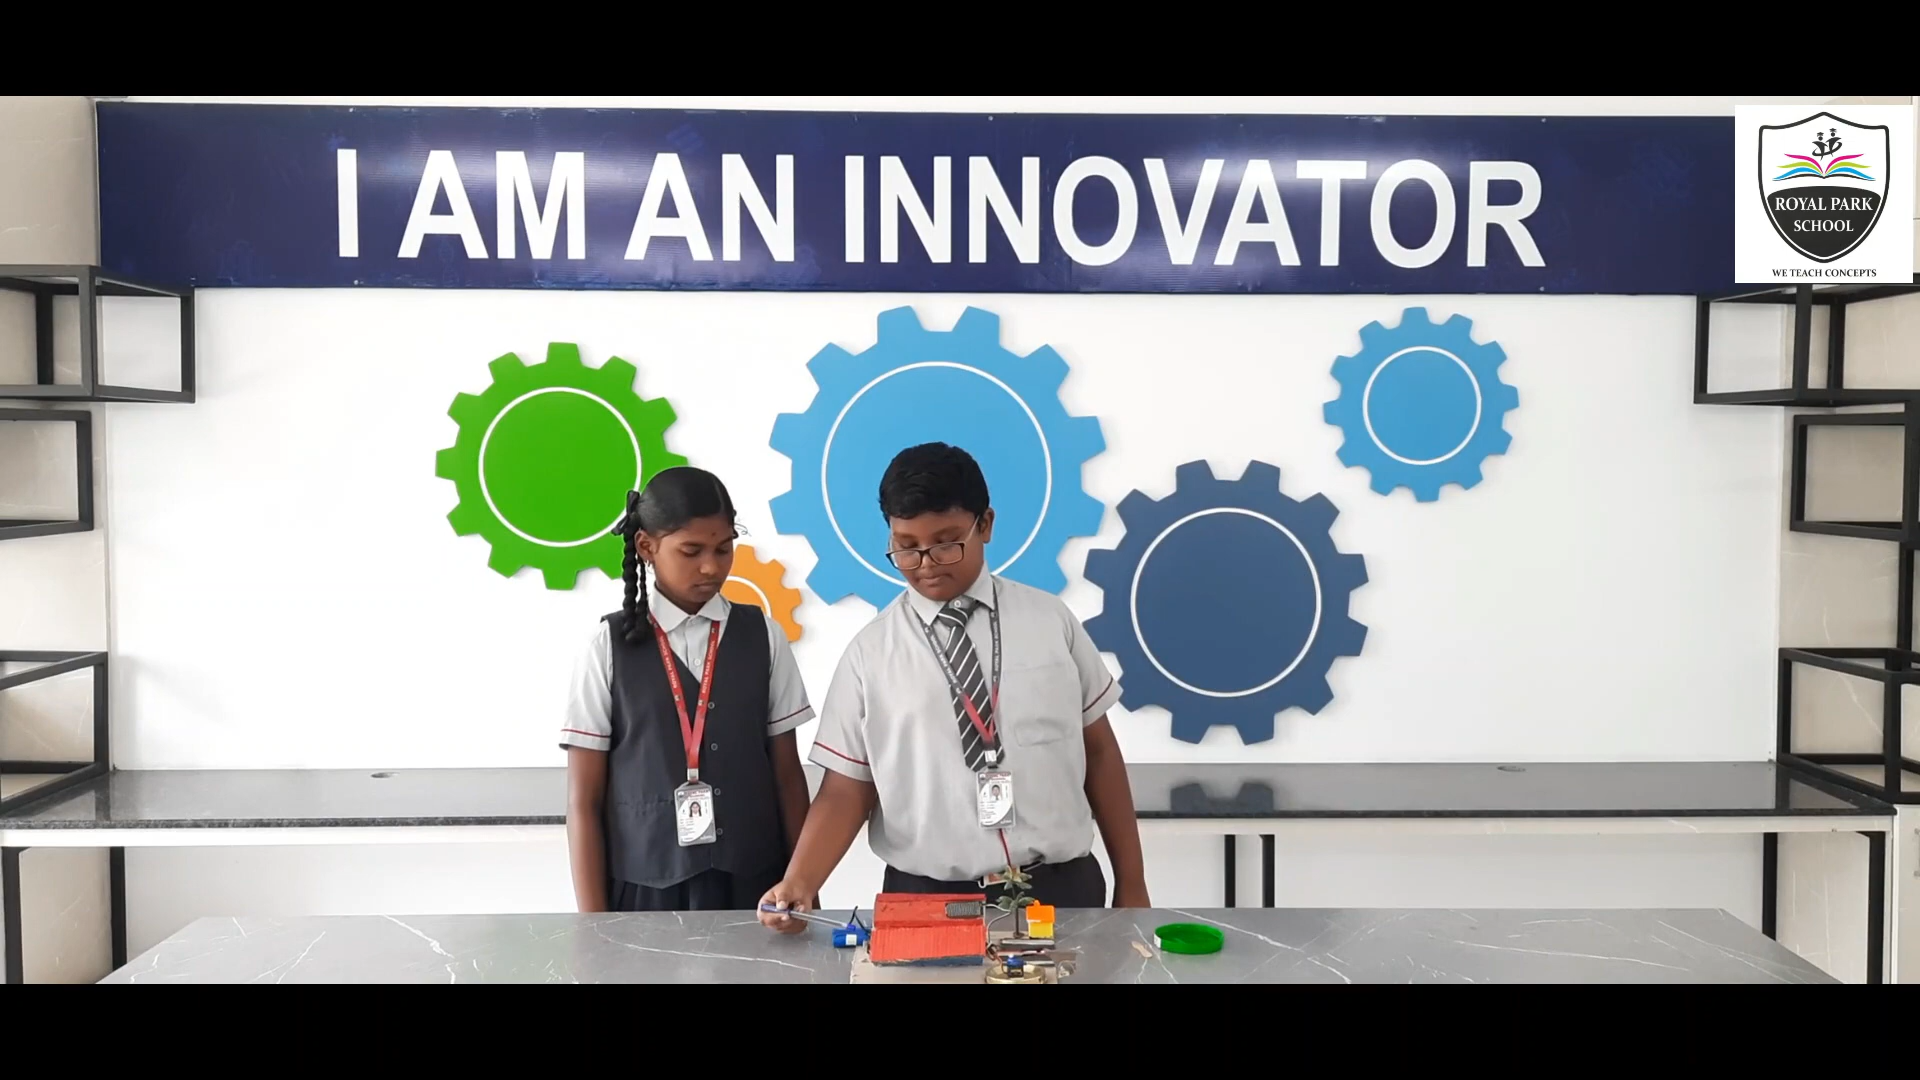 I AM AN INNOVATOR
ROYAL PARK
SCHOOL
WE TEACH CONCEPTS